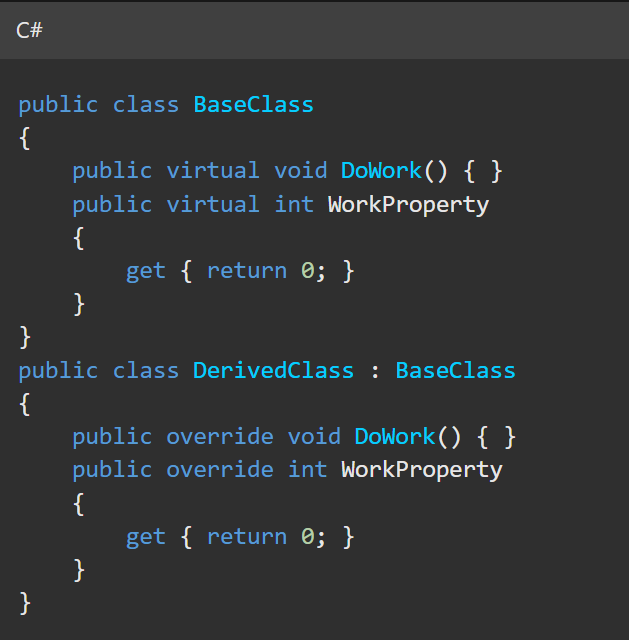 C#
public class BaseClass
{
    public virtual void DoWork() { }
    public virtual int WorkProperty
    {
        get { return 0; }
    }
}
public class DerivedClass : BaseClass
{
    public override void DoWork() { }
    public override int WorkProperty
    {
        get { return 0; }
    }
}